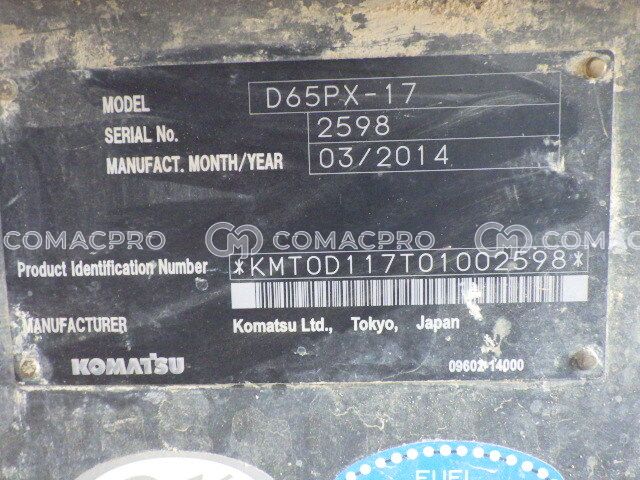 MODEL D65PX-17
SERIAL No. 2598
MANUFACT. MONTH/YEAR 03/2014
COMACPRO COMACPRO
Product Identification Number *KMT0D117T01002598*
MANUFACTURER Komatsu Ltd., Tokyo, Japan
KOMATSU 09602-14000
FUEL